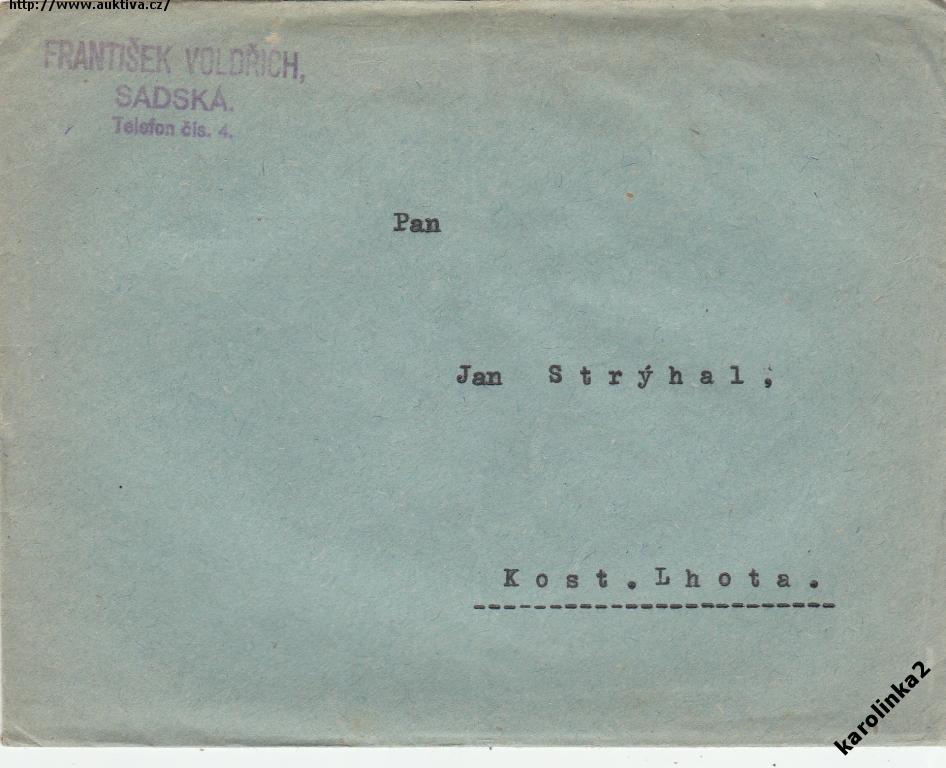 http://www.auktiva.cz/
FRANTIŠEK VOLDŘICH,
SADSKÁ.
Telefon čís. 4.
Pan
Jan Strýhal,
Kost. Lhota.
karolinka2